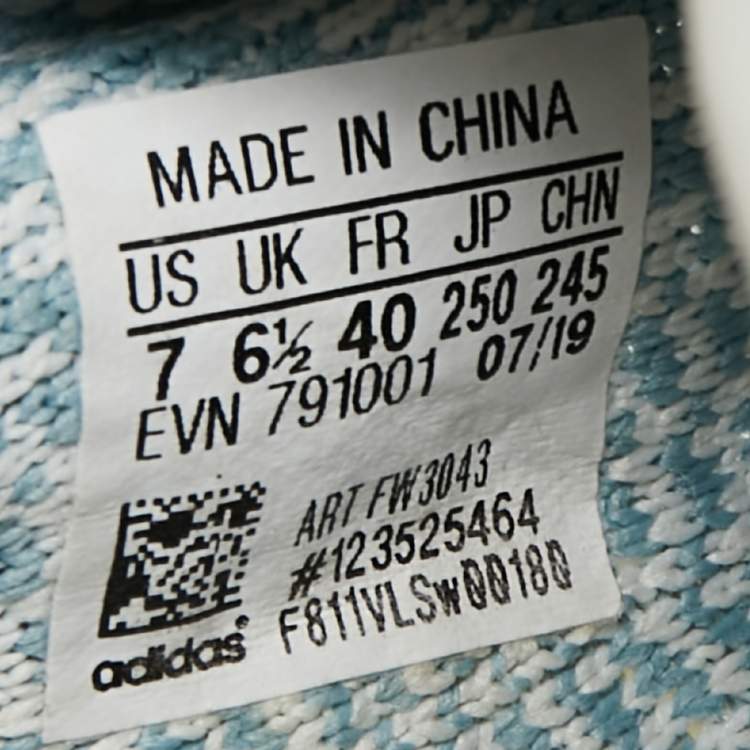 MADE IN CHINA
US UK FR JP CHN
7 6½ 40 250 245
EVN 791001 07/19
ART FW3043
#123525464
F811VLSw00180
adidas®